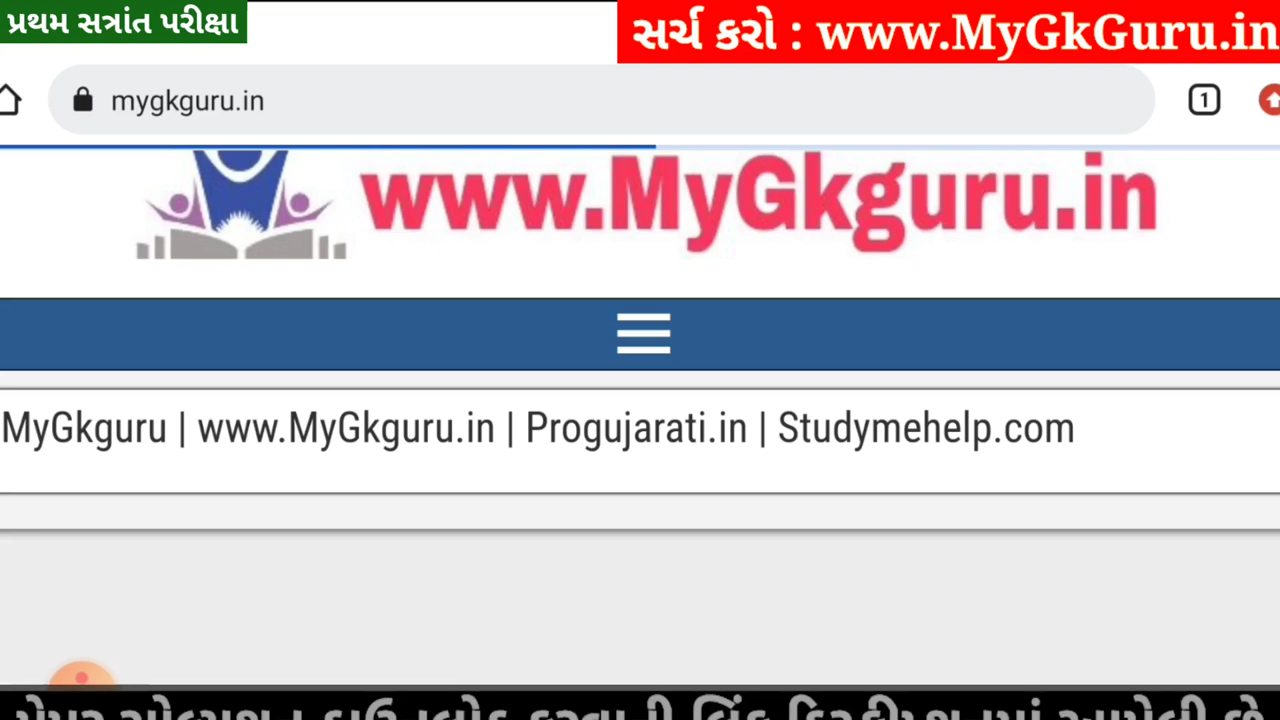 પ્રથમ સત્રાંત પરીક્ષા
સર્ચ કરો : www.MyGkGuru.in
mygkguru.in
1
www.MyGkguru.in
MyGkguru | www.MyGkguru.in | Progujarati.in | Studymehelp.com